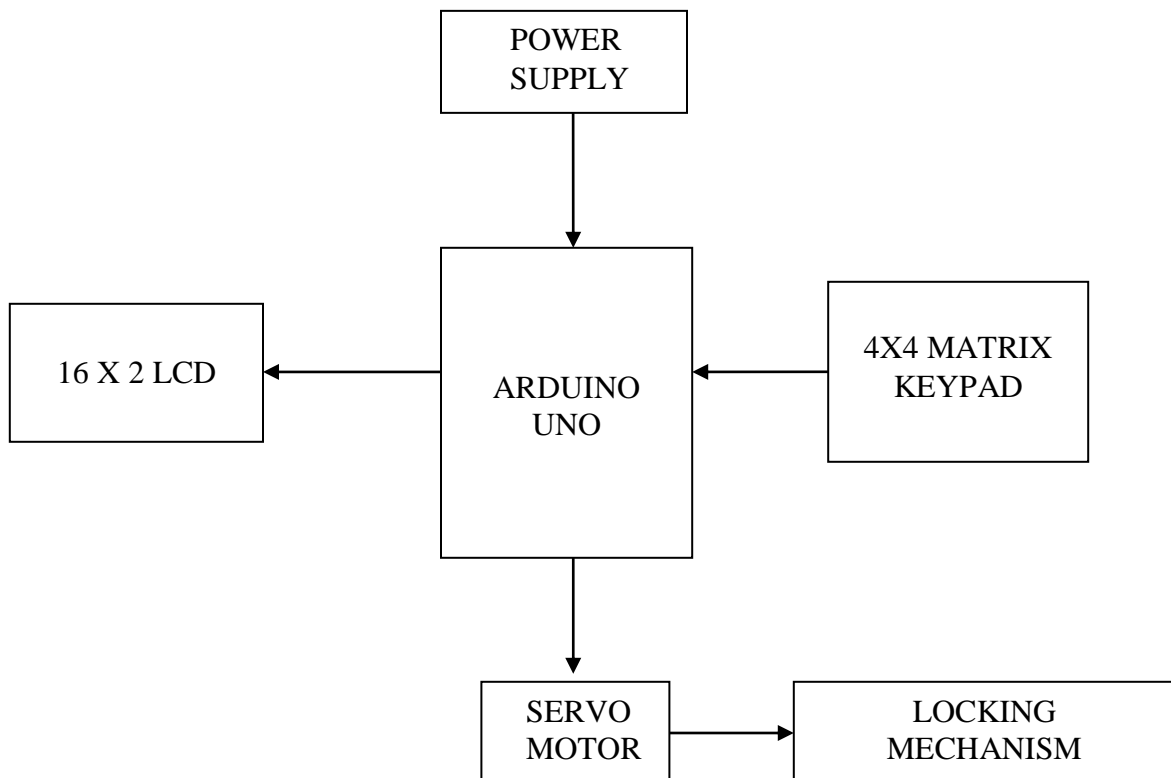 POWER
SUPPLY
16 X 2 LCD
ARDUINO
UNO
4X4 MATRIX
KEYPAD
SERVO
MOTOR
LOCKING
MECHANISM